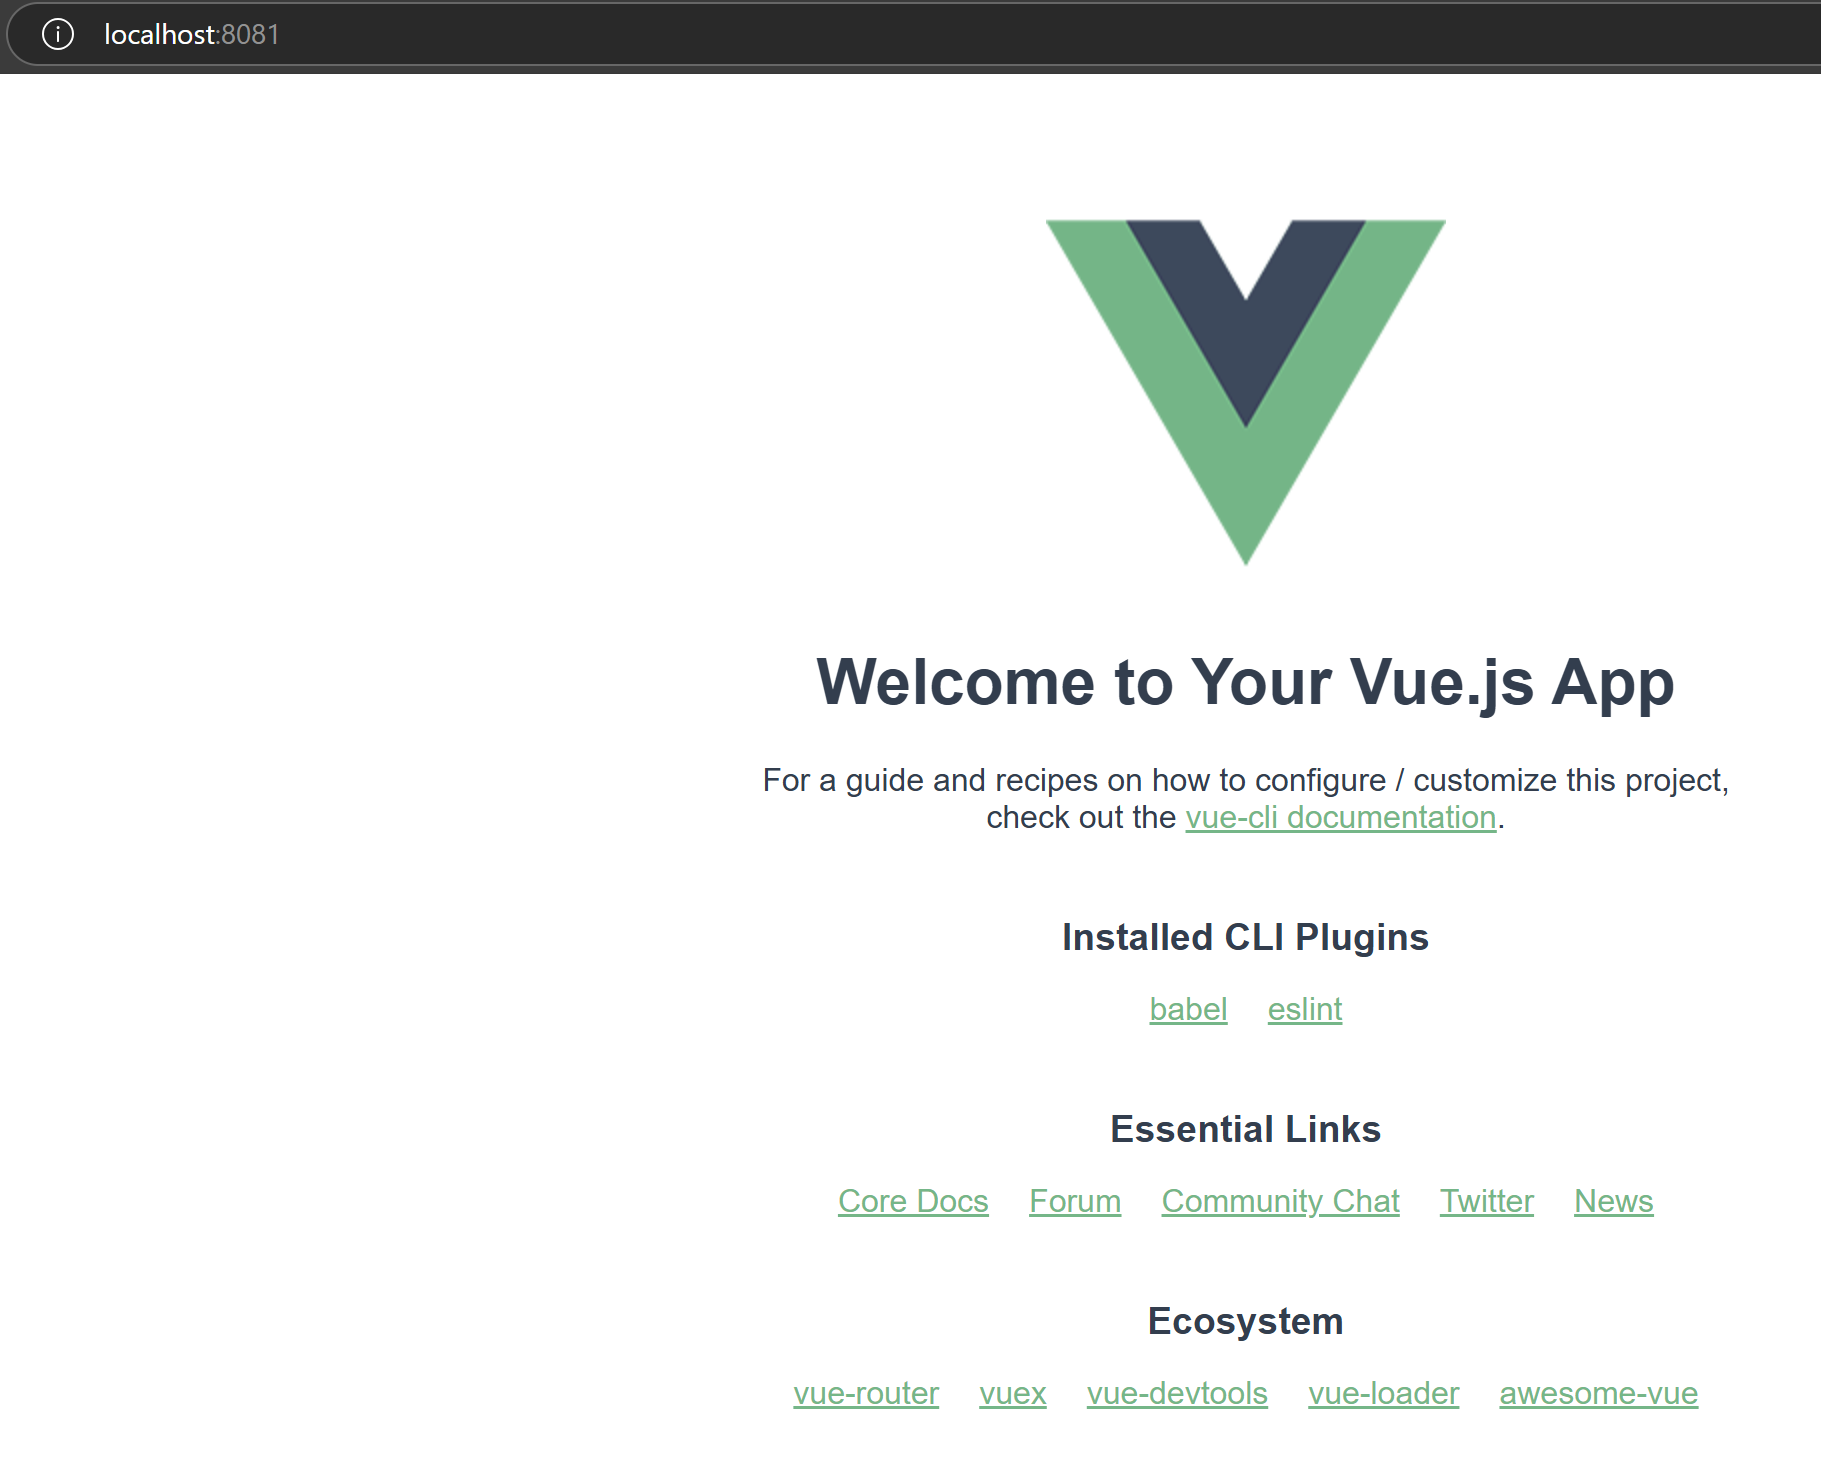 localhost:8081
Welcome to Your Vue.js App
For a guide and recipes on how to configure / customize this project,
check out the vue-cli documentation.
Installed CLI Plugins
babel eslint
Essential Links
Core Docs Forum Community Chat Twitter News
Ecosystem
vue-router vuex vue-devtools vue-loader awesome-vue